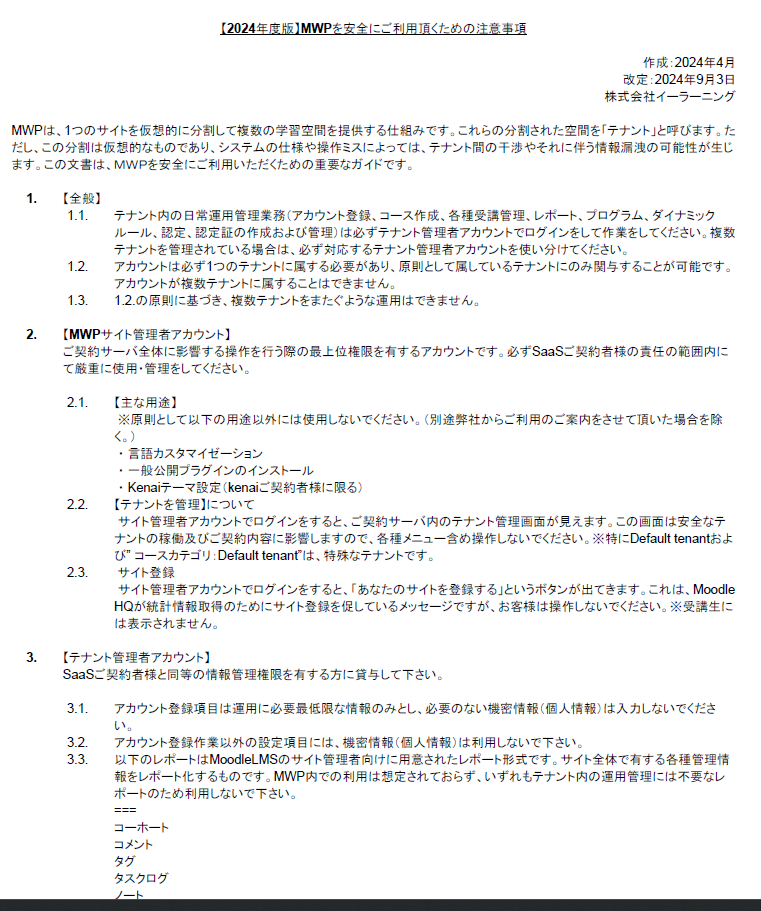 【2024年度版】MWPを安全にご利用頂くための注意事項
作成：2024年4月
改定：2024年9月3日
株式会社イーラーニング
MWPは、1つのサイトを仮想的に分割して複数の学習空間を提供する仕組みです。これらの分割された空間を「テナント」と呼びます。た
だし、この分割は仮想的なものであり、システムの仕様や操作ミスによっては、テナント間の干渉やそれに伴う情報漏洩の可能性が生じ
ます。この文書は、MWPを安全にご利用いただくための重要なガイドです。
1. 【全般】
1.1. テナント内の日常運用管理業務（アカウント登録、コース作成、各種受講管理、レポート、プログラム、ダイナミック
ルール、認定、認定証の作成および管理）は必ずテナント管理者アカウントでログインをして作業をしてください。複数
テナントを管理されている場合は、必ず対応するテナント管理者アカウントを使い分けてください。
1.2. アカウントは必ず1つのテナントに属する必要があり、原則として属しているテナントにのみ関与することが可能です。
アカウントが複数テナントに属することはできません。
1.3. 1.2.の原則に基づき、複数テナントをまたぐような運用はできません。
2. 【MWPサイト管理者アカウント】
ご契約サーバ全体に影響する操作を行う際の最上位権限を有するアカウントです。必ずSaaSご契約者様の責任の範囲内に
て厳重に使用・管理をしてください。
2.1. 【主な用途】
※原則として以下の用途以外には使用しないでください。（別途弊社からご利用のご案内をさせて頂いた場合を除
く。）
・言語カスタマイゼーション
・一般公開プラグインのインストール
・Kenaiテーマ設定（kenaiご契約者様に限る）
2.2. 【テナントを管理】について
サイト管理者アカウントでログインをすると、ご契約サーバ内のテナント管理画面が見えます。この画面は安全なテ
ナントの稼働及びご契約内容に影響しますので、各種メニュー含め操作しないでください。※特にDefault tenantおよ
び” コースカテゴリ：Default tenant”は、特殊なテナントです。
2.3. サイト登録
サイト管理者アカウントでログインをすると、「あなたのサイトを登録する」というボタンが出てきます。これは、Moodle
HQが統計情報取得のためにサイト登録を促しているメッセージですが、お客様は操作しないでください。※受講生に
は表示されません。
3. 【テナント管理者アカウント】
SaaSご契約者様と同等の情報管理権限を有する方に貸与して下さい。
3.1. アカウント登録項目は運用に必要最低限な情報のみとし、必要のない機密情報（個人情報）は入力しないでくださ
い。
3.2. アカウント登録作業以外の設定項目には、機密情報（個人情報）は利用しないで下さい。
3.3. 以下のレポートはMoodleLMSのサイト管理者向けに用意されたレポート形式です。サイト全体で有する各種管理情
報をレポート化するものです。MWP内での利用は想定されておらず、いずれもテナント内の運用管理には不要なレ
ポートのため利用しないで下さい。
===
コーホート
コメント
タグ
タスクログ
ノート